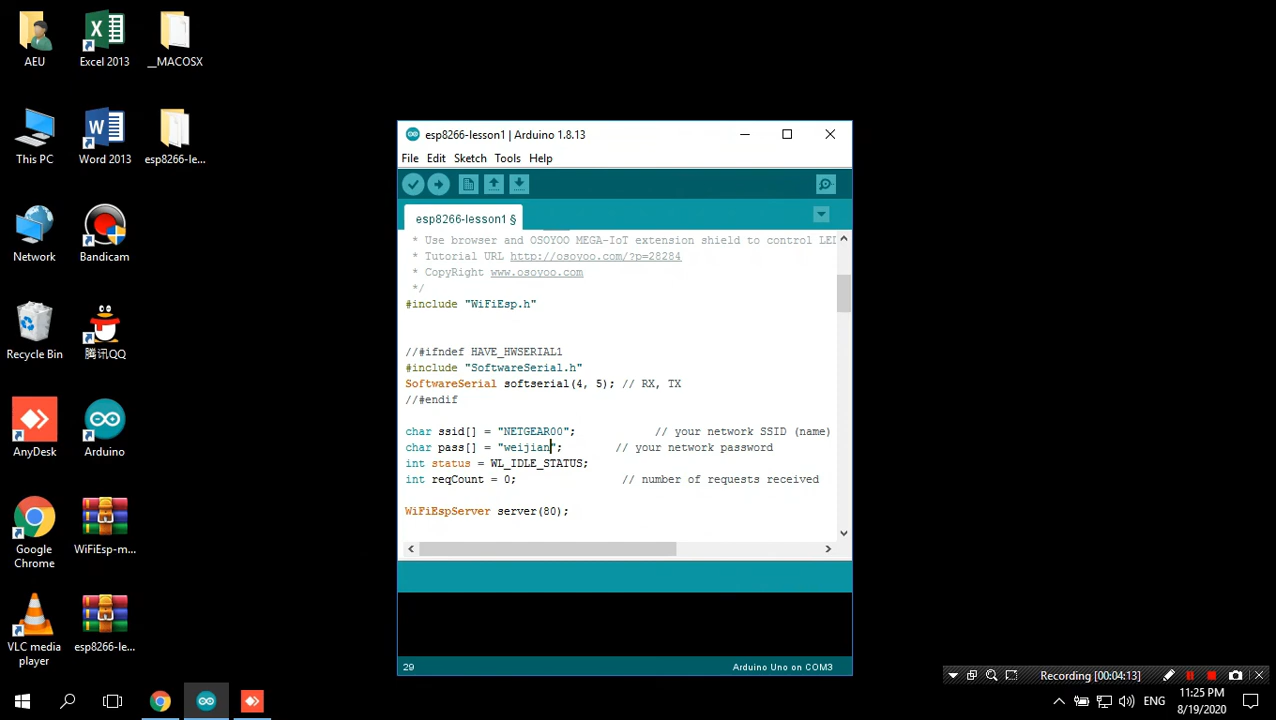 AEU
Excel 2013
__MACOSX
This PC
Word 2013
esp8266-le...
Network
Bandicam
Recycle Bin
腾讯QQ
AnyDesk
Arduino
Google
Chrome
WiFiEsp-m...
VLC media
player
esp8266-le...
esp8266-lesson1 | Arduino 1.8.13
File Edit Sketch Tools Help
esp8266-lesson1 §
* Use browser and OSOYOO MEGA-IoT extension shield to control LED
* Tutorial URL http://osoyoo.com/?p=28284
* CopyRight www.osoyoo.com
*/
#include "WiFiEsp.h"
//#ifndef HAVE_HWSERIAL1
#include "SoftwareSerial.h"
SoftwareSerial softserial(4, 5); // RX, TX
//#endif
char ssid[] = "NETGEAR00"; // your network SSID (name)
char pass[] = "weijian"; // your network password
int status = WL_IDLE_STATUS;
int reqCount = 0; // number of requests received
WiFiEspServer server(80);
29
Arduino Uno on COM3
Recording [00:04:13]
ENG
11:25 PM
8/19/2020